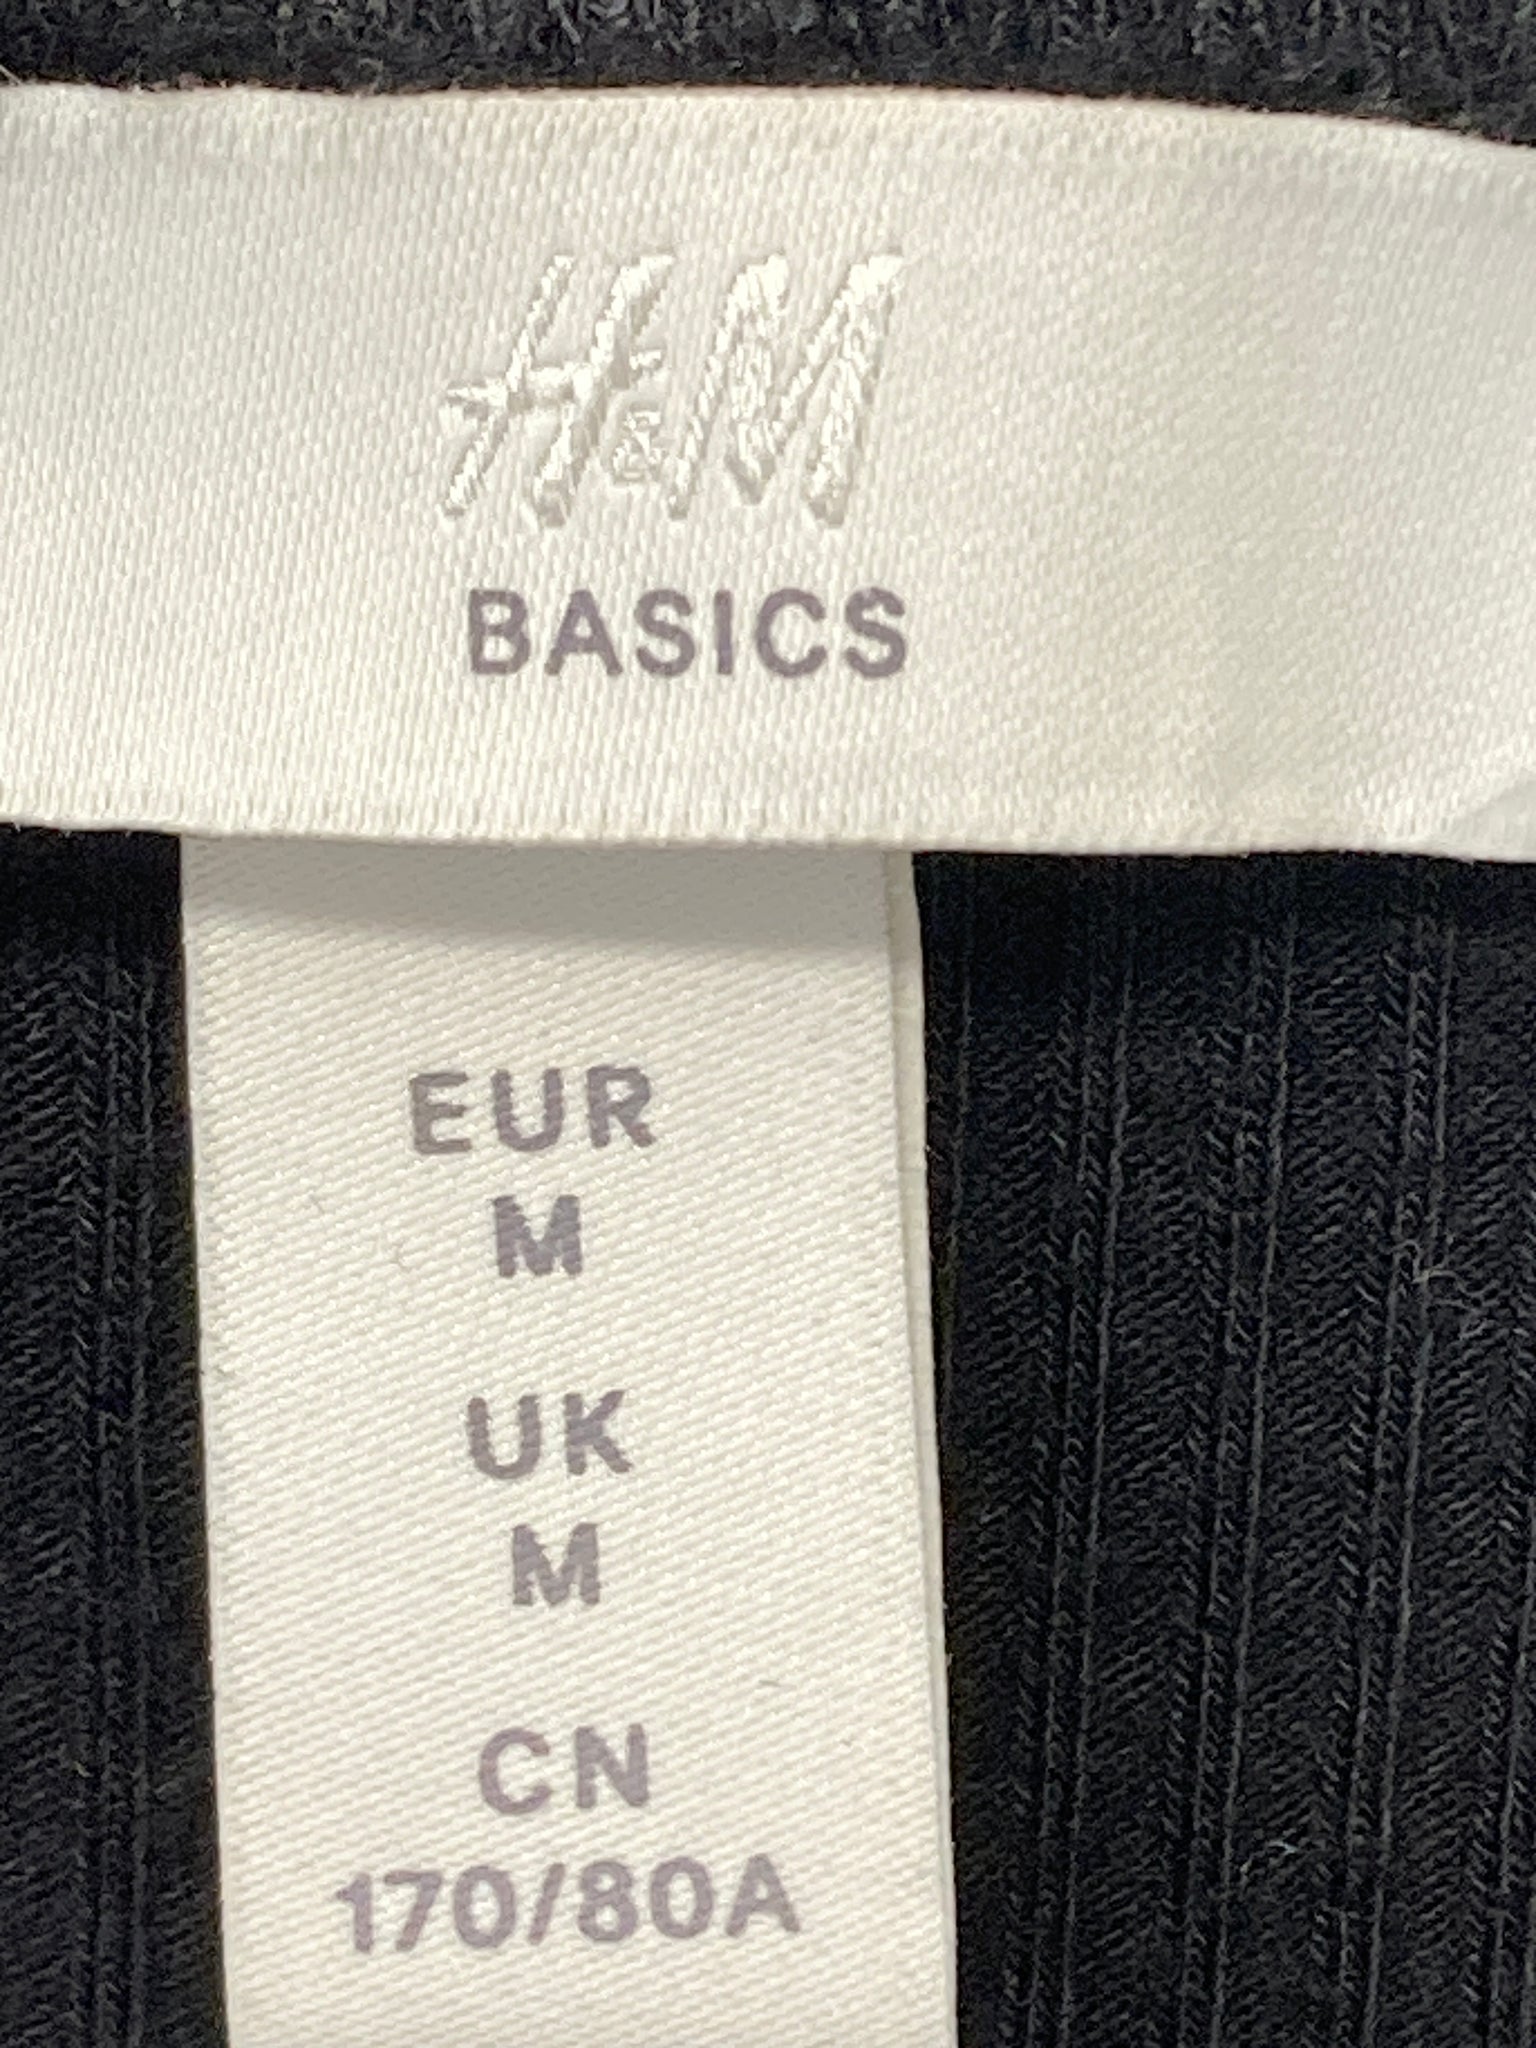 H&M
BASICS
EUR
M
UK
M
CN
170/80A